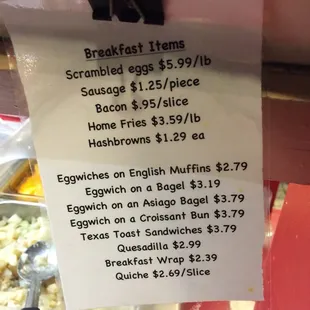 Breakfast Items
Scrambled eggs $5.99/lb
Sausage $1.25/piece
Bacon $.95/slice
Home Fries $3.59/lb
Hashbrowns $1.29 ea
Eggwiches on English Muffins $2.79
Eggwich on a Bagel $3.19
Eggwich on an Asiago Bagel $3.79
Eggwich on a Croissant Bun $3.79
Texas Toast Sandwiches $3.79
Quesadilla $2.99
Breakfast Wrap $2.39
Quiche $2.69/Slice